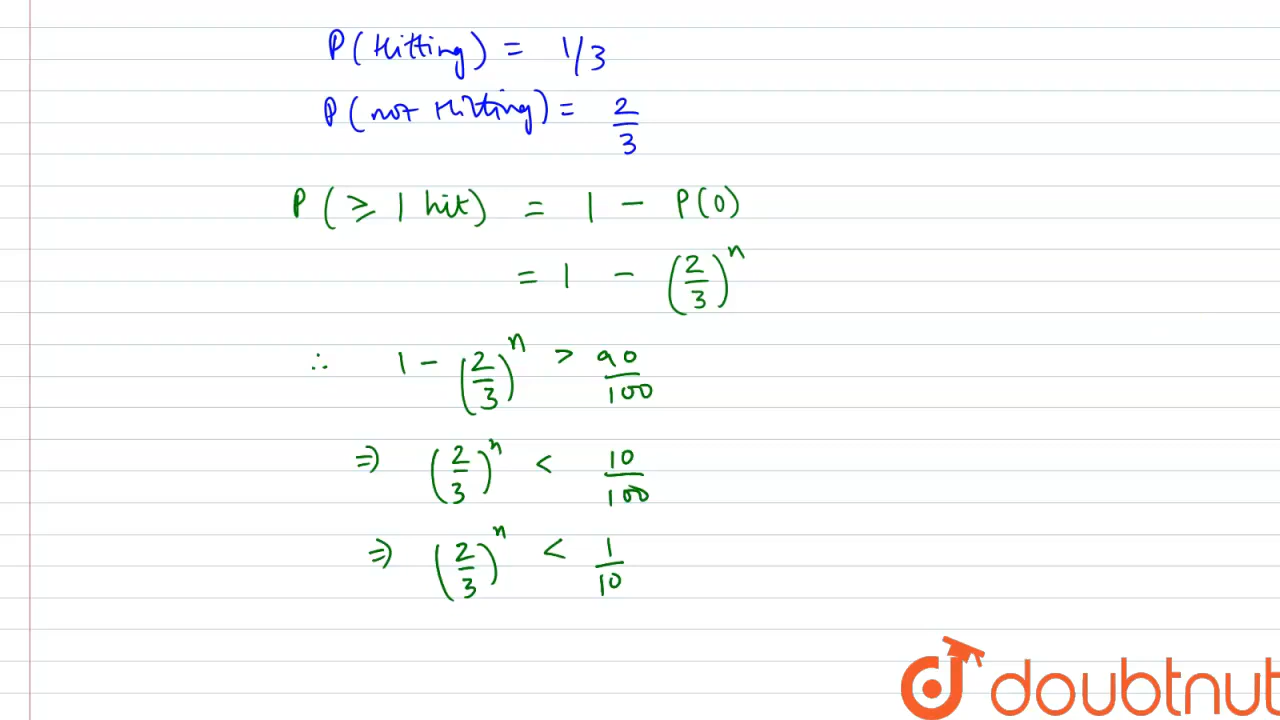 P(Hitting) = 1/3
P(not Hitting) = 2/3
P(≥ 1 hit) = 1 - P(0)
= 1 - (2/3)^n
∴ 1 - (2/3)^n > 90/100
⇒ (2/3)^n < 10/100
⇒ (2/3)^n < 1/10
doubtnut